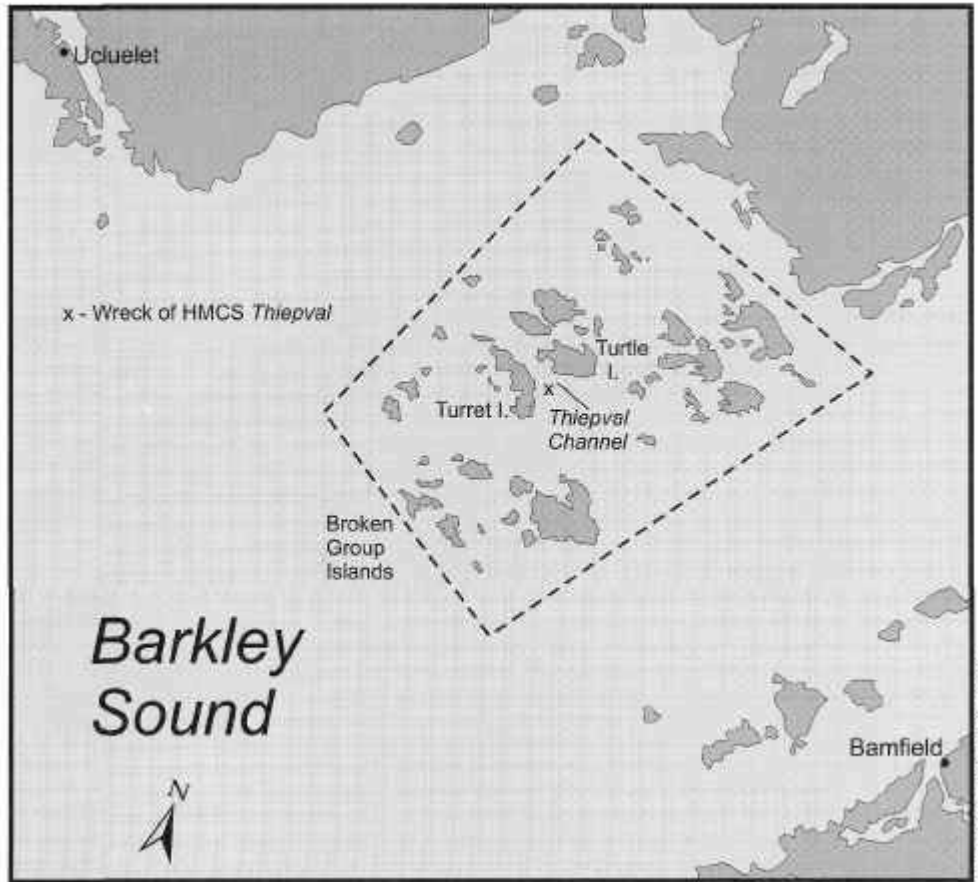 Ucluelet
x - Wreck of HMCS Thiepval
Turtle
I.
Turret I.
x
Thiepval
Channel
Broken
Group
Islands
Barkley
Sound
Bamfield
N